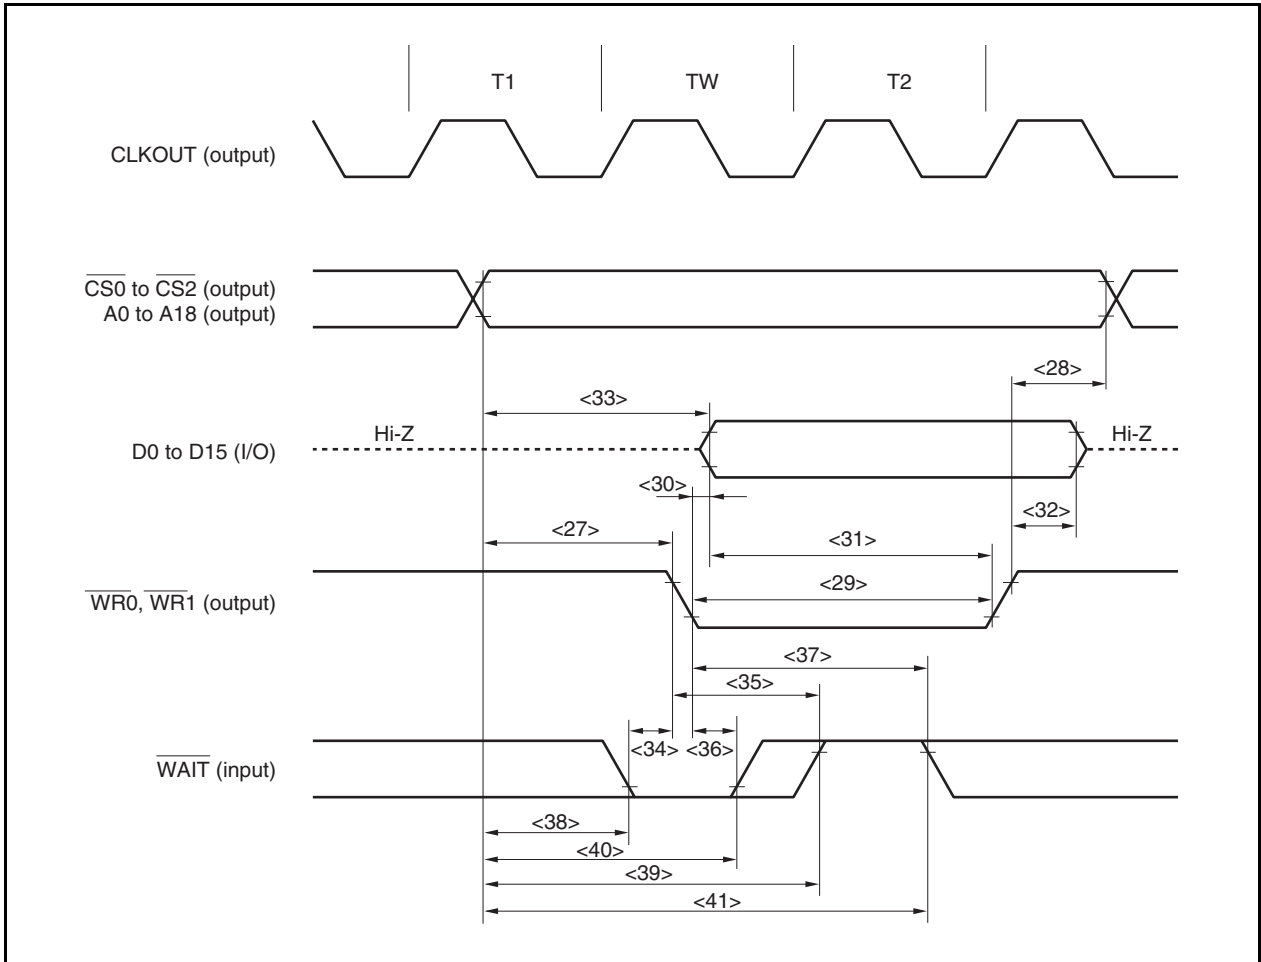 T1 TW T2
CLKOUT (output)
CS0 to CS2 (output)
A0 to A18 (output)
<28>
<33>
Hi-Z Hi-Z
D0 to D15 (I/O)
<30>
<32>
<27>
<31>
<29>
WR0, WR1 (output)
<37>
<35>
<34> <36>
WAIT (input)
<38>
<40>
<39>
<41>